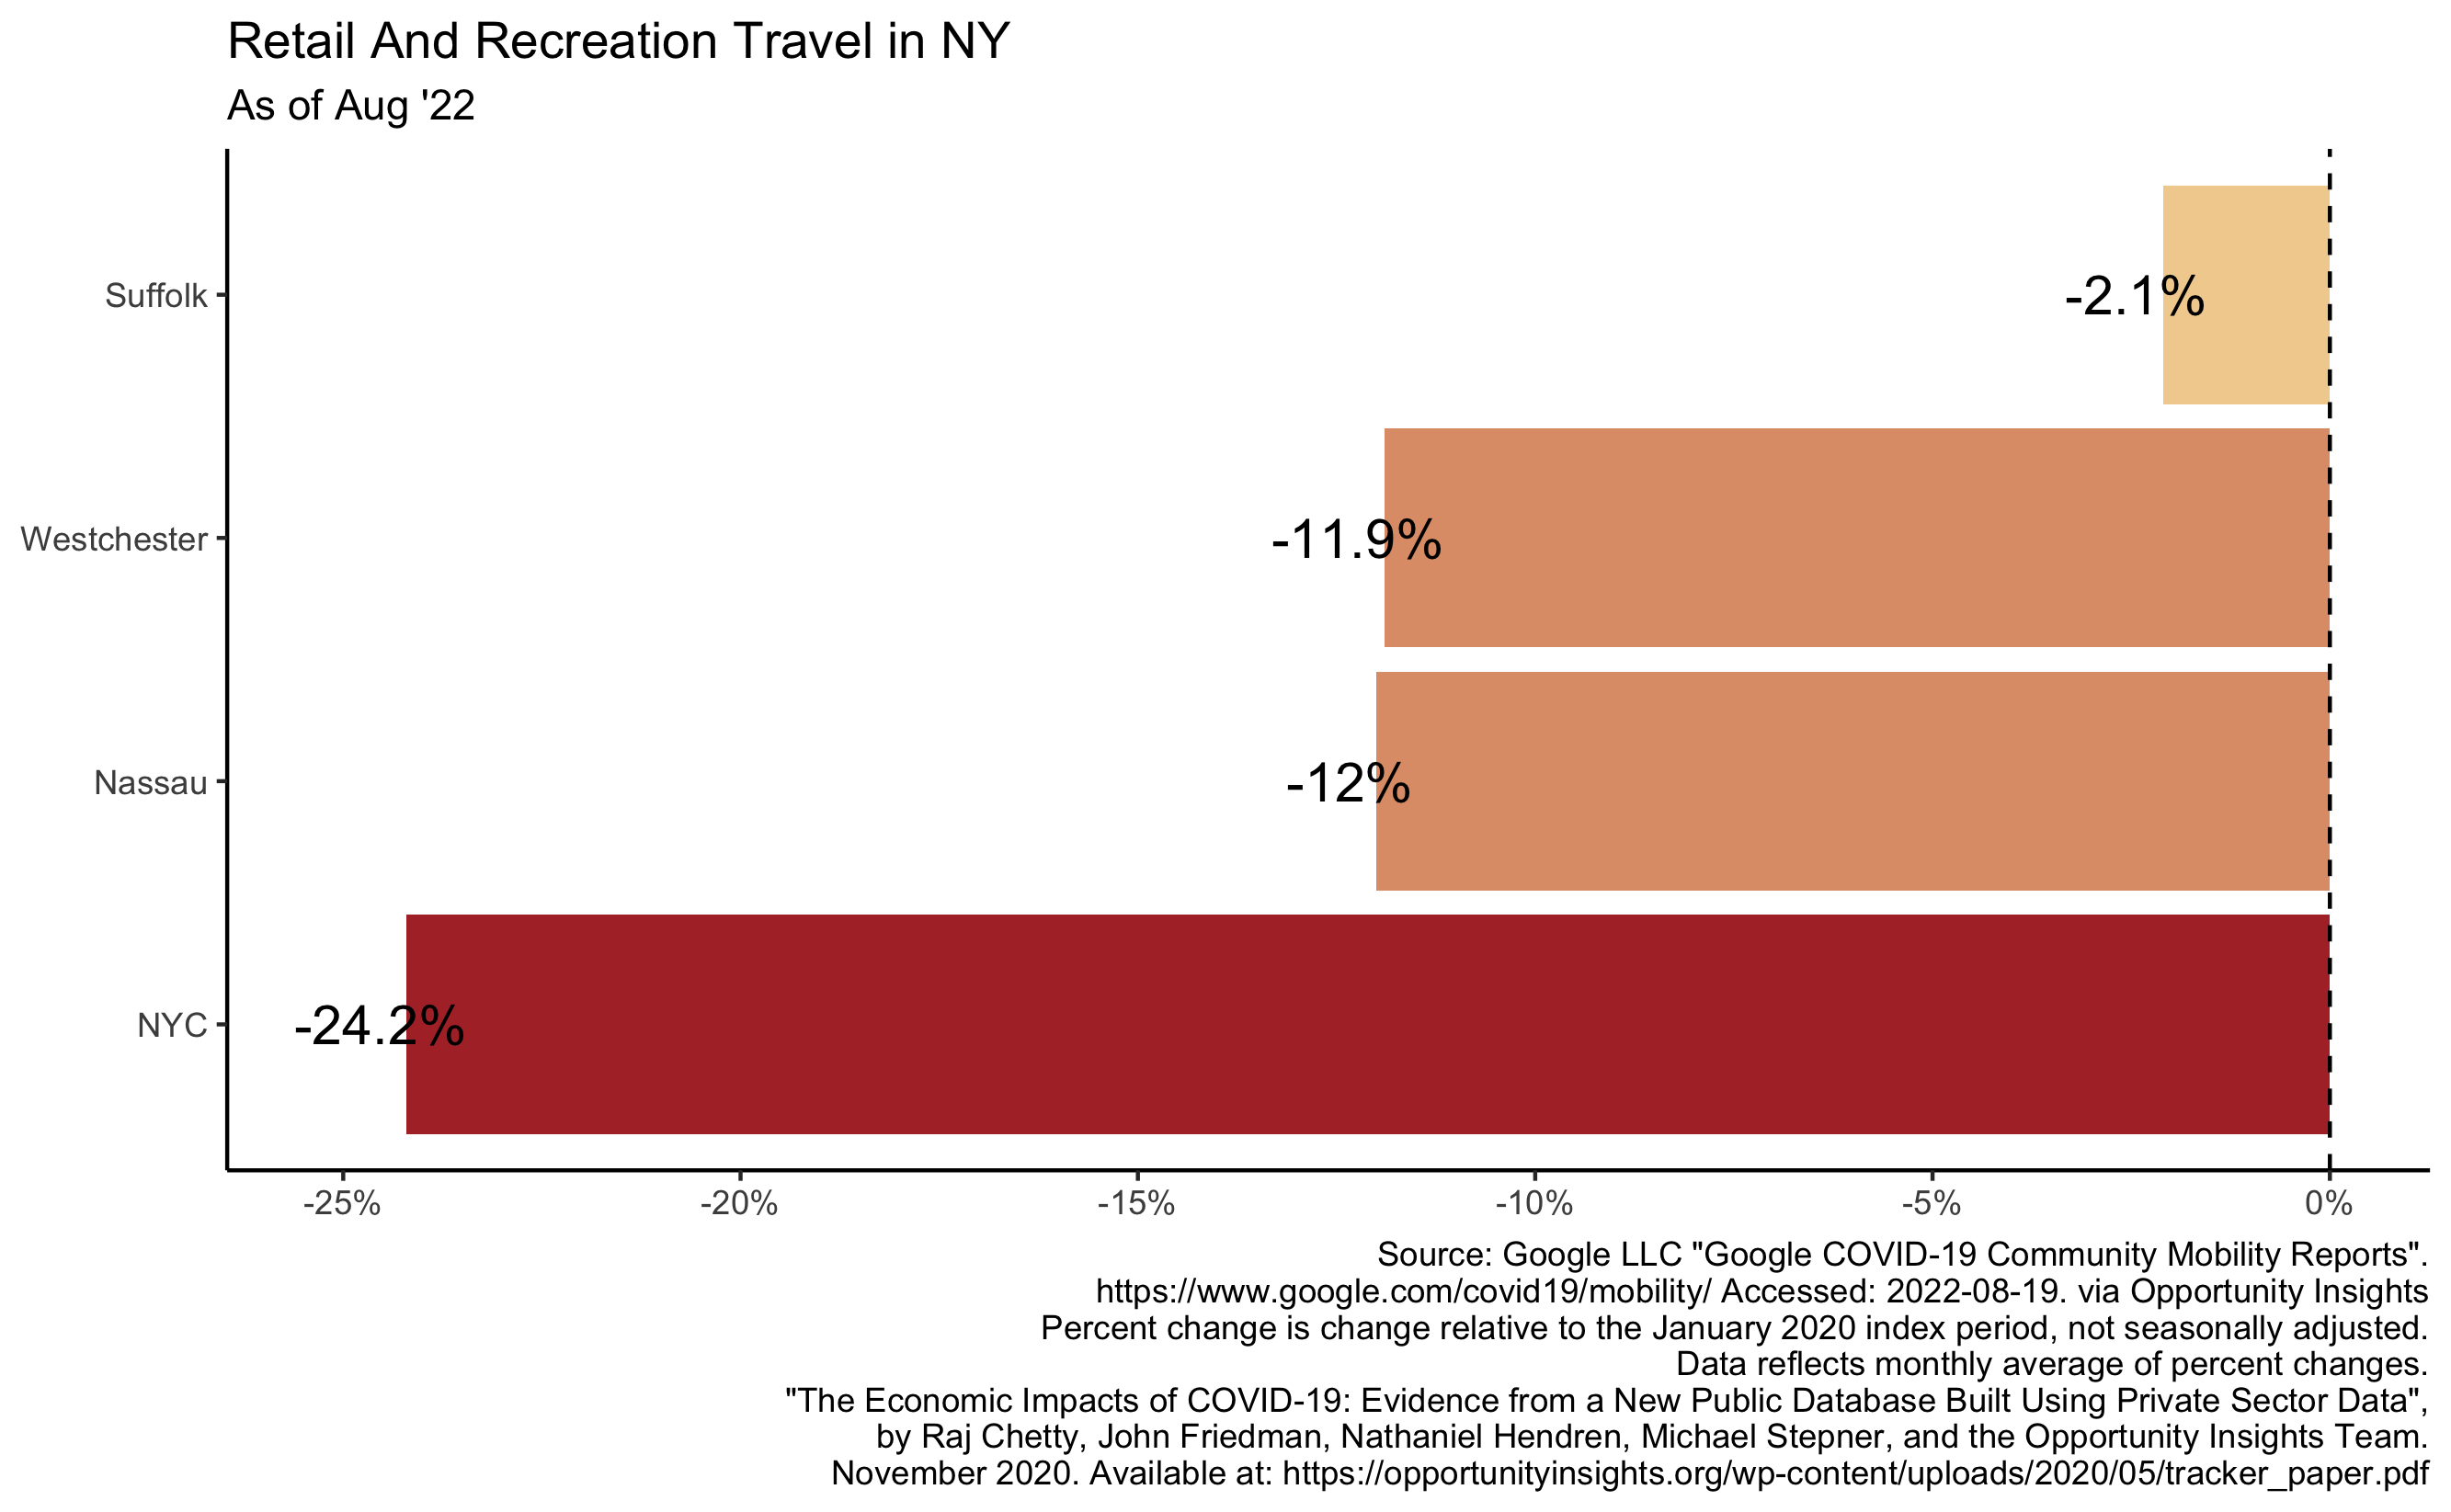 Retail And Recreation Travel in NY
As of Aug '22
Suffolk
-2.1%
Westchester
-11.9%
Nassau
-12%
NYC
-24.2%
-25%
-20%
-15%
-10%
-5%
0%
Source: Google LLC "Google COVID-19 Community Mobility Reports".
https://www.google.com/covid19/mobility/ Accessed: 2022-08-19. via Opportunity Insights
Percent change is change relative to the January 2020 index period, not seasonally adjusted.
Data reflects monthly average of percent changes.
"The Economic Impacts of COVID-19: Evidence from a New Public Database Built Using Private Sector Data",
by Raj Chetty, John Friedman, Nathaniel Hendren, Michael Stepner, and the Opportunity Insights Team.
November 2020. Available at: https://opportunityinsights.org/wp-content/uploads/2020/05/tracker_paper.pdf